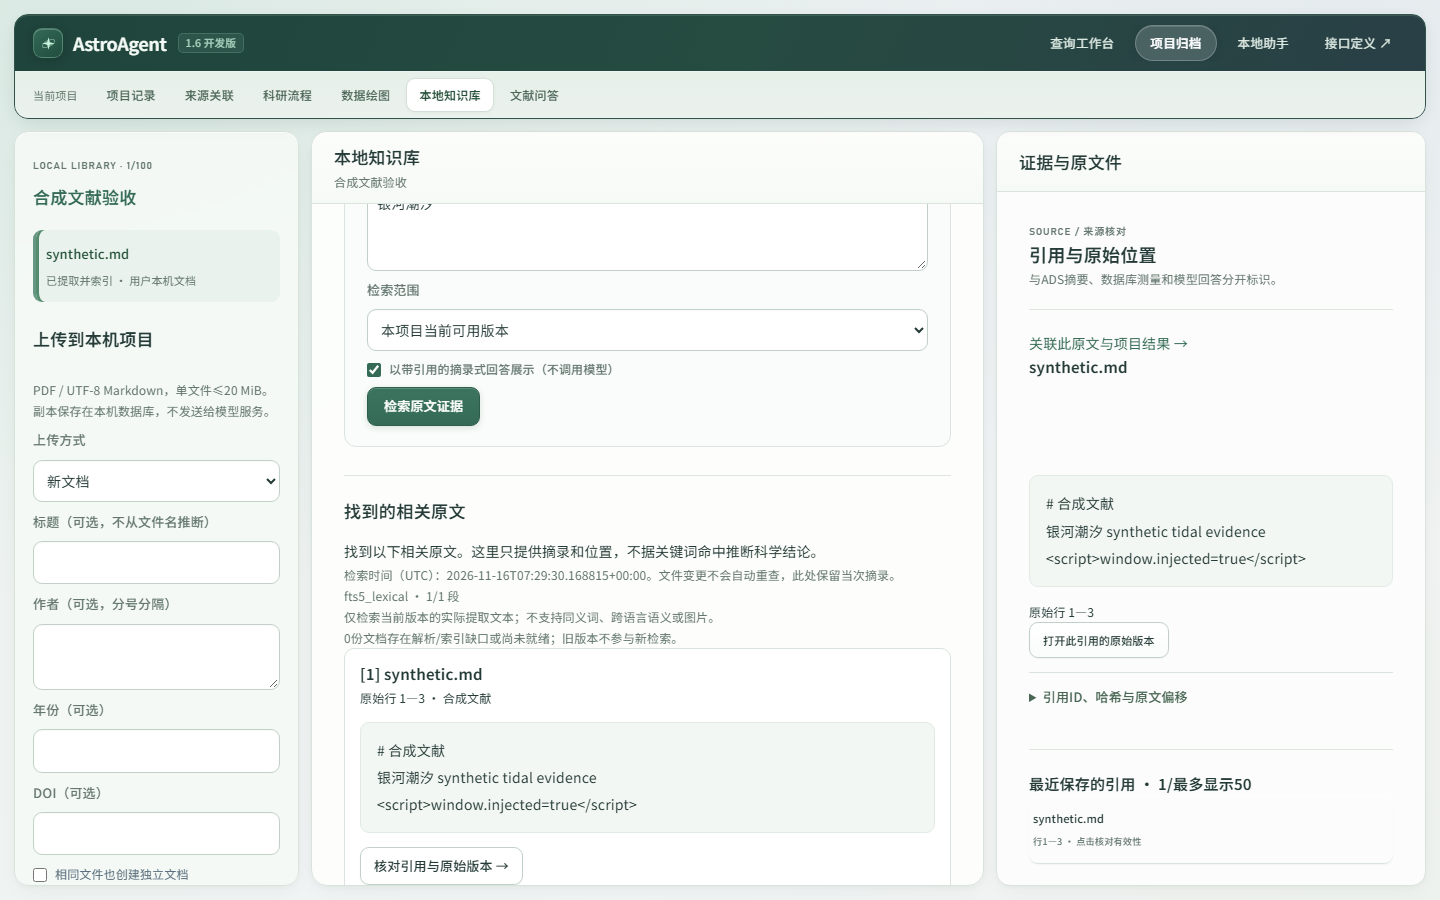 AstroAgent
1.6 开发版
查询工作台
项目归档
本地助手
接口定义 ↗
当前项目
项目记录
来源关联
科研流程
数据绘图
本地知识库
文献问答
LOCAL LIBRARY · 1/100
合成文献验收
synthetic.md
已提取并索引 · 用户本机文档
上传到本机项目
PDF / UTF-8 Markdown，单文件≤20 MiB。
副本保存在本机数据库，不发送给模型服务。
上传方式
新文档
标题（可选，不从文件名推断）
作者（可选，分号分隔）
年份（可选）
DOI（可选）
相同文件也创建独立文档
本地知识库
合成文献验收
银河潮汐
检索范围
本项目当前可用版本
以带引用的摘录式回答展示（不调用模型）
检索原文证据
找到的相关原文
找到以下相关原文。这里只提供摘录和位置，不据关键词命中推断科学结论。
检索时间（UTC）：2026-11-16T07:29:30.168815+00:00。文件变更不会自动重查，此处保留当次摘录。
fts5_lexical · 1/1 段
仅检索当前版本的实际提取文本；不支持同义词、跨语言语义或图片。
0份文档存在解析/索引缺口或尚未就绪；旧版本不参与新检索。
[1] synthetic.md
原始行 1—3 · 合成文献
# 合成文献
银河潮汐 synthetic tidal evidence
<script>window.injected=true</script>
核对引用与原始版本 →
证据与原文件
SOURCE / 来源核对
引用与原始位置
与ADS摘要、数据库测量和模型回答分开标识。
关联此原文与项目结果 →
synthetic.md
# 合成文献
银河潮汐 synthetic tidal evidence
<script>window.injected=true</script>
原始行 1—3
打开此引用的原始版本
▶ 引用ID、哈希与原文偏移
最近保存的引用 · 1/最多显示50
synthetic.md
行1—3 · 点击核对有效性